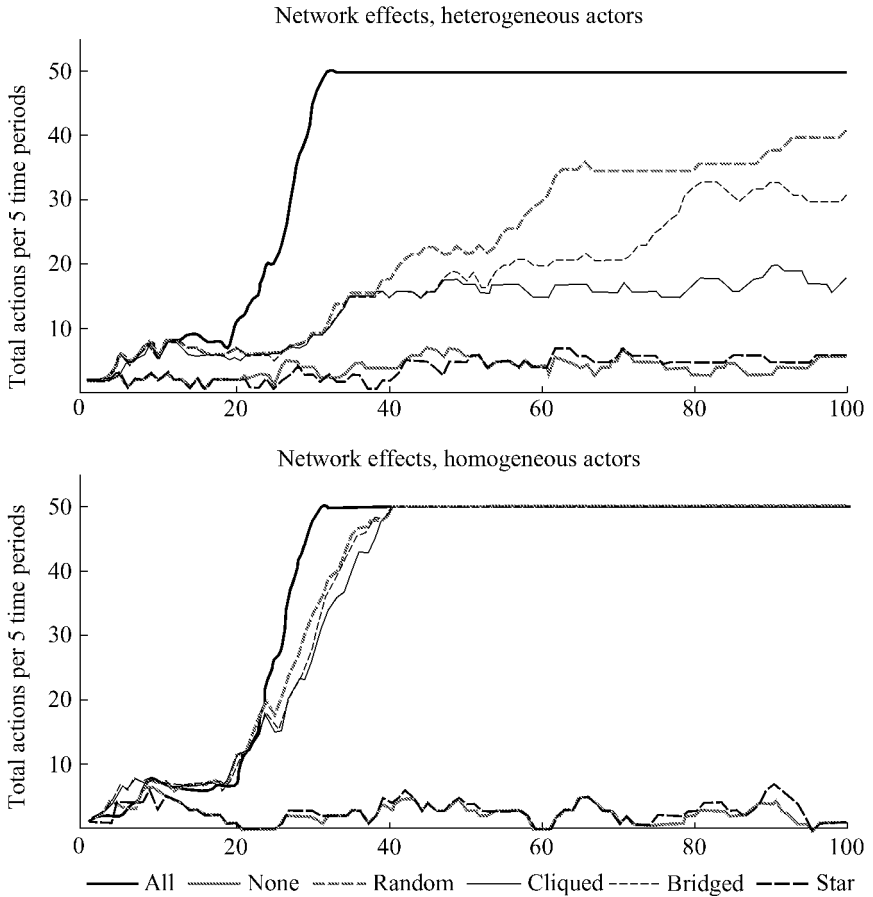 Network effects, heterogeneous actors
Total actions per 5 time periods
50
40
30
20
10
0 20 40 60 80 100
Network effects, homogeneous actors
Total actions per 5 time periods
50
40
30
20
10
0 20 40 60 80 100
All None Random Cliqued Bridged Star